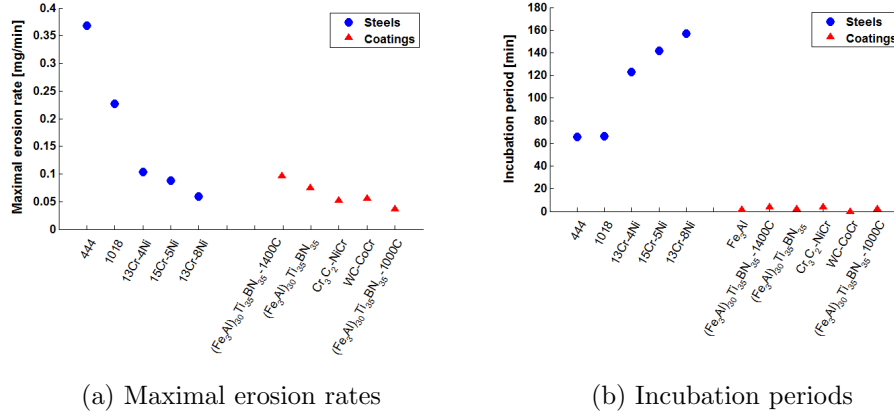 Maximal erosion rate [mg/min]
0.4
0.35
0.3
0.25
0.2
0.15
0.1
0.05
0
Steels
Coatings
444
1018
13Cr-4Ni
15Cr-5Ni
13Cr-8Ni
(Fe₃Al)₃₀Ti₃₅BN₃₅-1400C
(Fe₃Al)₃₀Ti₃₅BN₃₅
Cr₃C₂-NiCr
WC-CoCr
(Fe₃Al)₃₀Ti₃₅BN₃₅-1000C
(a) Maximal erosion rates
Incubation period [min]
180
160
140
120
100
80
60
40
20
0
Steels
Coatings
444
1018
13Cr-4Ni
15Cr-5Ni
13Cr-8Ni
Fe₃Al
(Fe₃Al)₃₀Ti₃₅BN₃₅-1400C
(Fe₃Al)₃₀Ti₃₅BN₃₅
Cr₃C₂-NiCr
WC-CoCr
(Fe₃Al)₃₀Ti₃₅BN₃₅-1000C
(b) Incubation periods